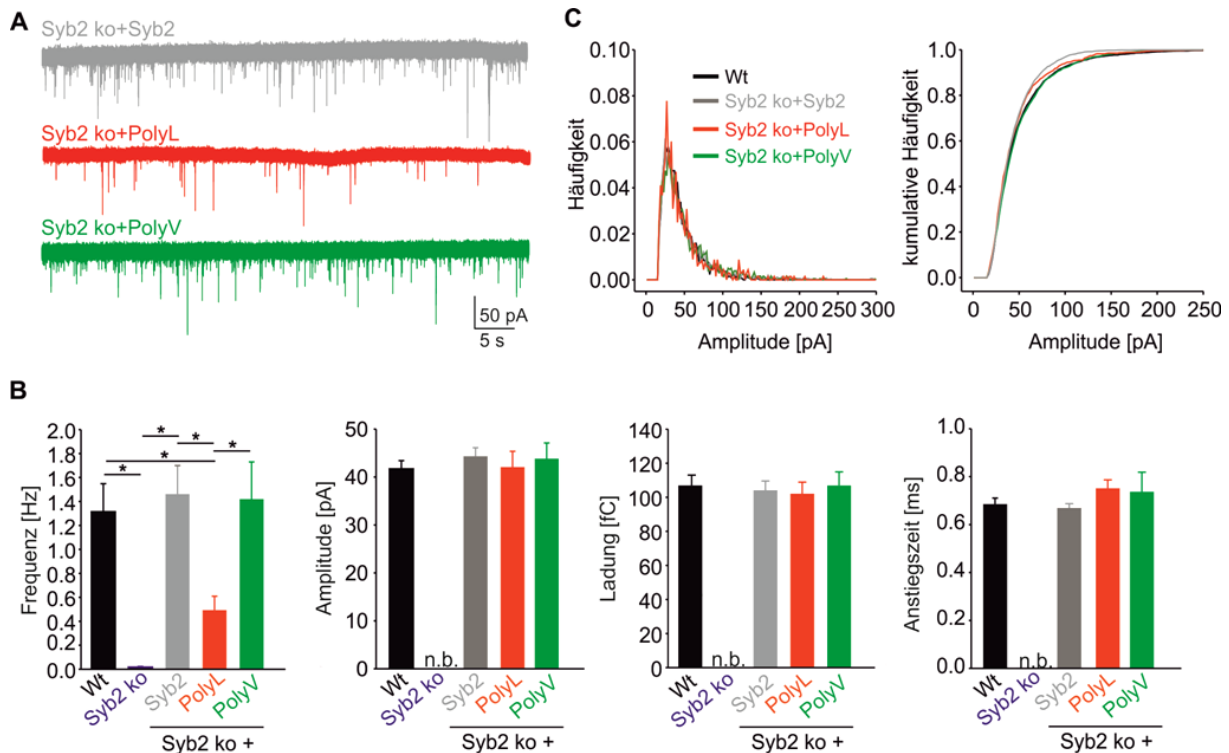 A
Syb2 ko+Syb2
Syb2 ko+PolyL
Syb2 ko+PolyV
50 pA
5 s
C
Häufigkeit
0.10
0.08
0.06
0.04
0.02
0.00
Wt
Syb2 ko+Syb2
Syb2 ko+PolyL
Syb2 ko+PolyV
0 50 100 150 200 250 300
Amplitude [pA]
kumulative Häufigkeit
1.0
0.8
0.6
0.4
0.2
0.0
0 50 100 150 200 250
Amplitude [pA]
B
Frequenz [Hz]
2.0
1.8
1.6
1.4
1.2
1.0
0.8
0.6
0.4
0.2
0.0
* * * * *
Wt Syb2 ko Syb2 PolyL PolyV
Syb2 ko +
Amplitude [pA]
50
40
30
20
10
0
n.b.
Wt Syb2 ko Syb2 PolyL PolyV
Syb2 ko +
Ladung [fC]
140
120
100
80
60
40
20
0
n.b.
Wt Syb2 ko Syb2 PolyL PolyV
Syb2 ko +
Anstiegszeit [ms]
1.0
0.8
0.6
0.4
0.2
0.0
n.b.
Wt Syb2 ko Syb2 PolyL PolyV
Syb2 ko +